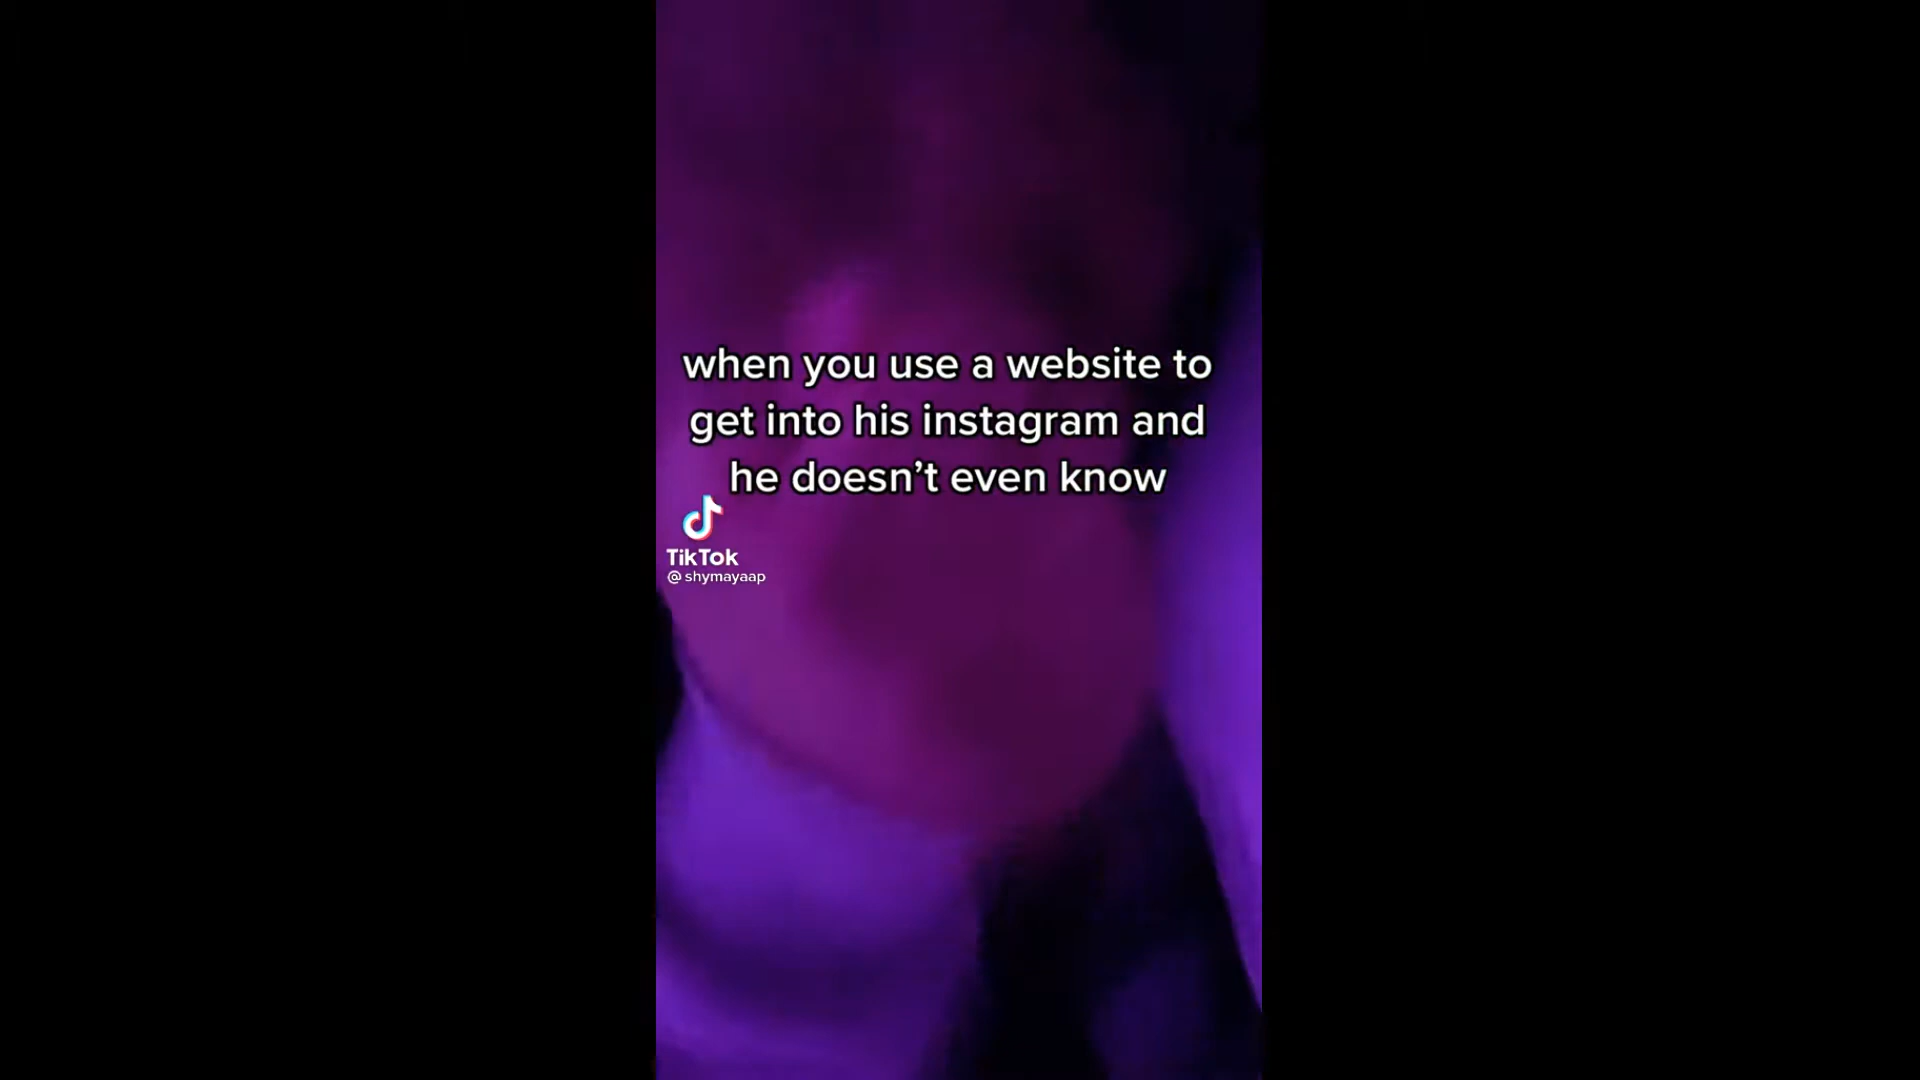 when you use a website to
get into his instagram and
he doesn’t even know
TikTok
@shymayaap